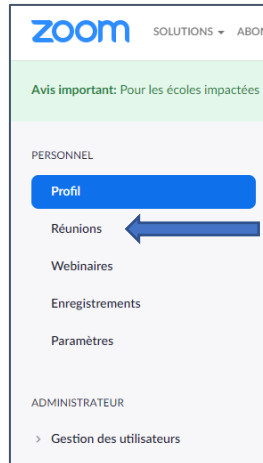 zoom SOLUTIONS
Avis important: Pour les écoles impactées
PERSONNEL
Profil
Réunions
Webinaires
Enregistrements
Paramètres
ADMINISTRATEUR
> Gestion des utilisateurs